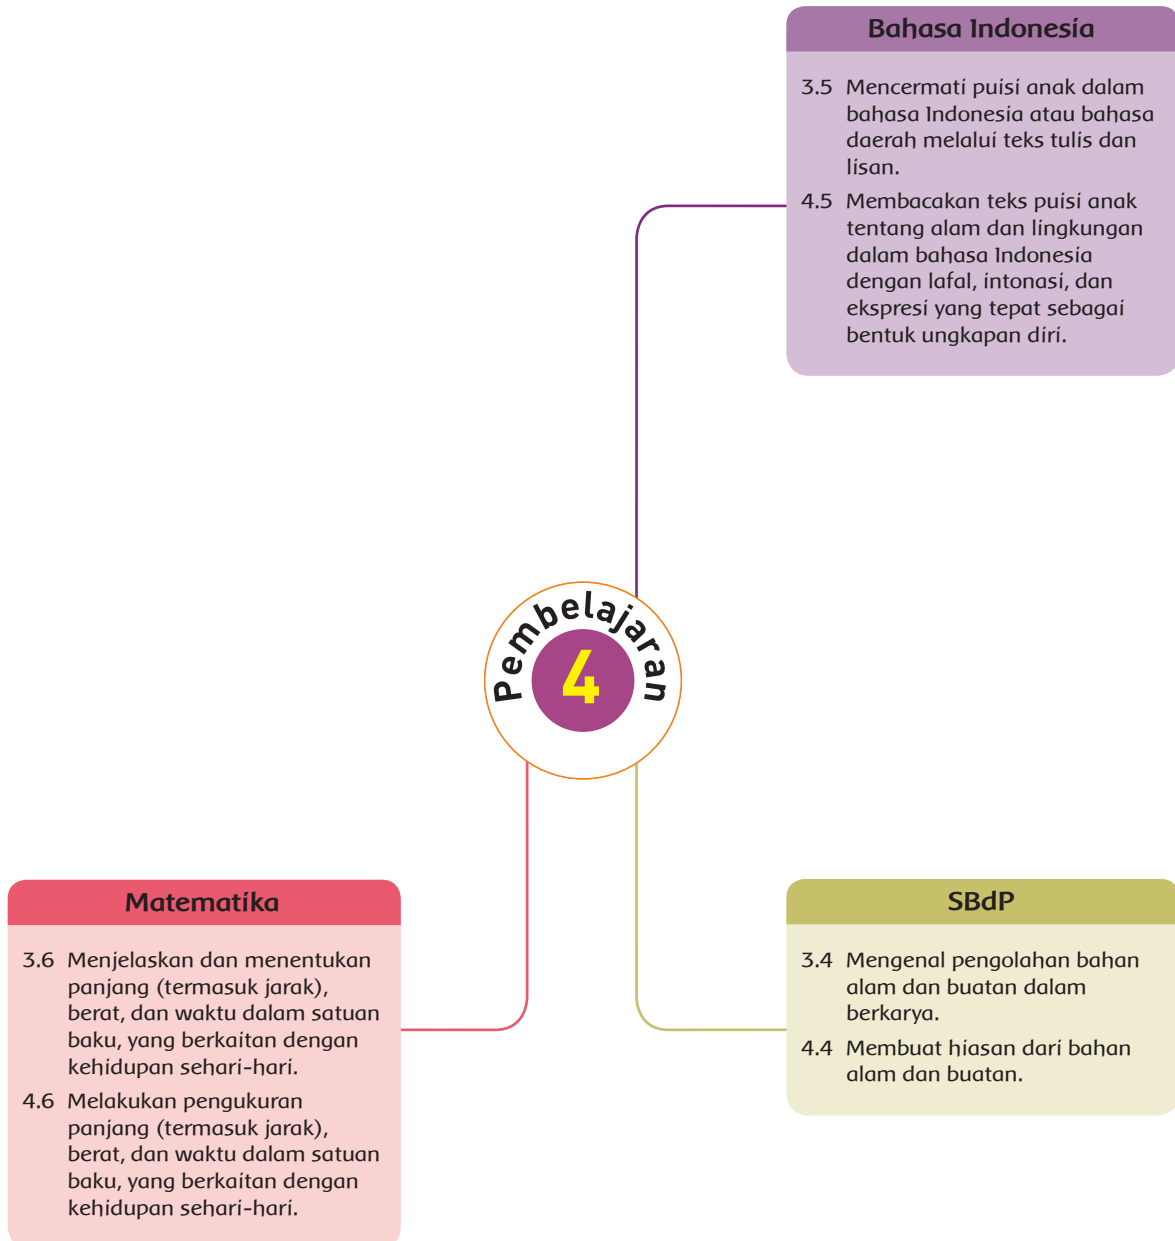 Bahasa Indonesia
3.5 Mencermati puisi anak dalam
bahasa Indonesia atau bahasa
daerah melalui teks tulis dan
lisan.
4.5 Membacakan teks puisi anak
tentang alam dan lingkungan
dalam bahasa Indonesia
dengan lafal, intonasi, dan
ekspresi yang tepat sebagai
bentuk ungkapan diri.
Pembelajaran
4
Matematika
3.6 Menjelaskan dan menentukan
panjang (termasuk jarak),
berat, dan waktu dalam satuan
baku, yang berkaitan dengan
kehidupan sehari-hari.
4.6 Melakukan pengukuran
panjang (termasuk jarak),
berat, dan waktu dalam satuan
baku, yang berkaitan dengan
kehidupan sehari-hari.
SBdP
3.4 Mengenal pengolahan bahan
alam dan buatan dalam
berkarya.
4.4 Membuat hiasan dari bahan
alam dan buatan.